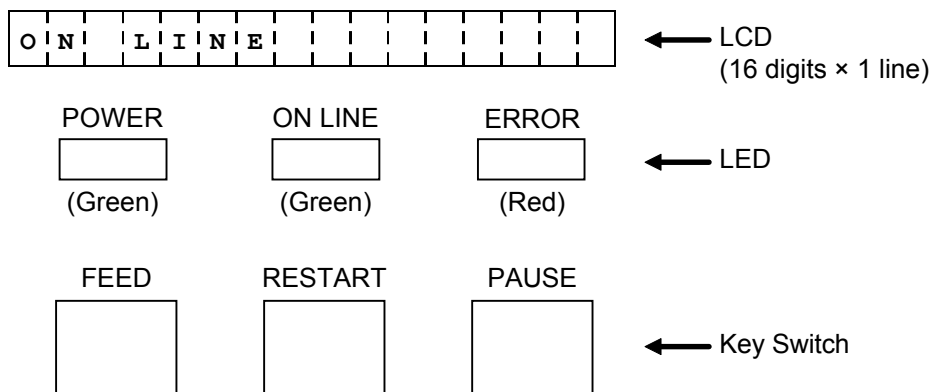 ON LINE
LCD
(16 digits × 1 line)
POWER ON LINE ERROR
LED
(Green) (Green) (Red)
FEED RESTART PAUSE
Key Switch